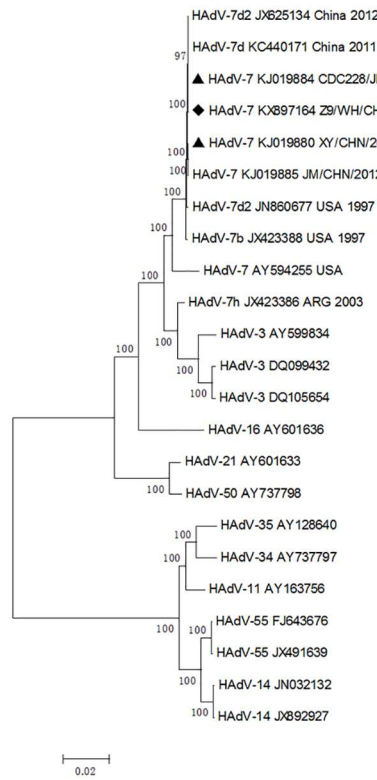 HAdV-7d2 JX625134 China 2012
HAdV-7d KC440171 China 2011
97
HAdV-7 KJ019884 CDC228/JI
100
HAdV-7 KX897164 Z9/WH/CH
HAdV-7 KJ019880 XY/CHN/20
100
100
HAdV-7 KJ019885 JM/CHN/2012
HAdV-7d2 JN860677 USA 1997
100
HAdV-7b JX423388 USA 1997
HAdV-7 AY594255 USA
100
HAdV-7h JX423386 ARG 2003
100
HAdV-3 AY599834
100
HAdV-3 DQ099432
100
HAdV-3 DQ105654
100
HAdV-16 AY601636
HAdV-21 AY601633
100
HAdV-50 AY737798
HAdV-35 AY128640
100
HAdV-34 AY737797
100
HAdV-11 AY163756
100
HAdV-55 FJ643676
100
HAdV-55 JX491639
100
HAdV-14 JN032132
100
HAdV-14 JX892927
0.02